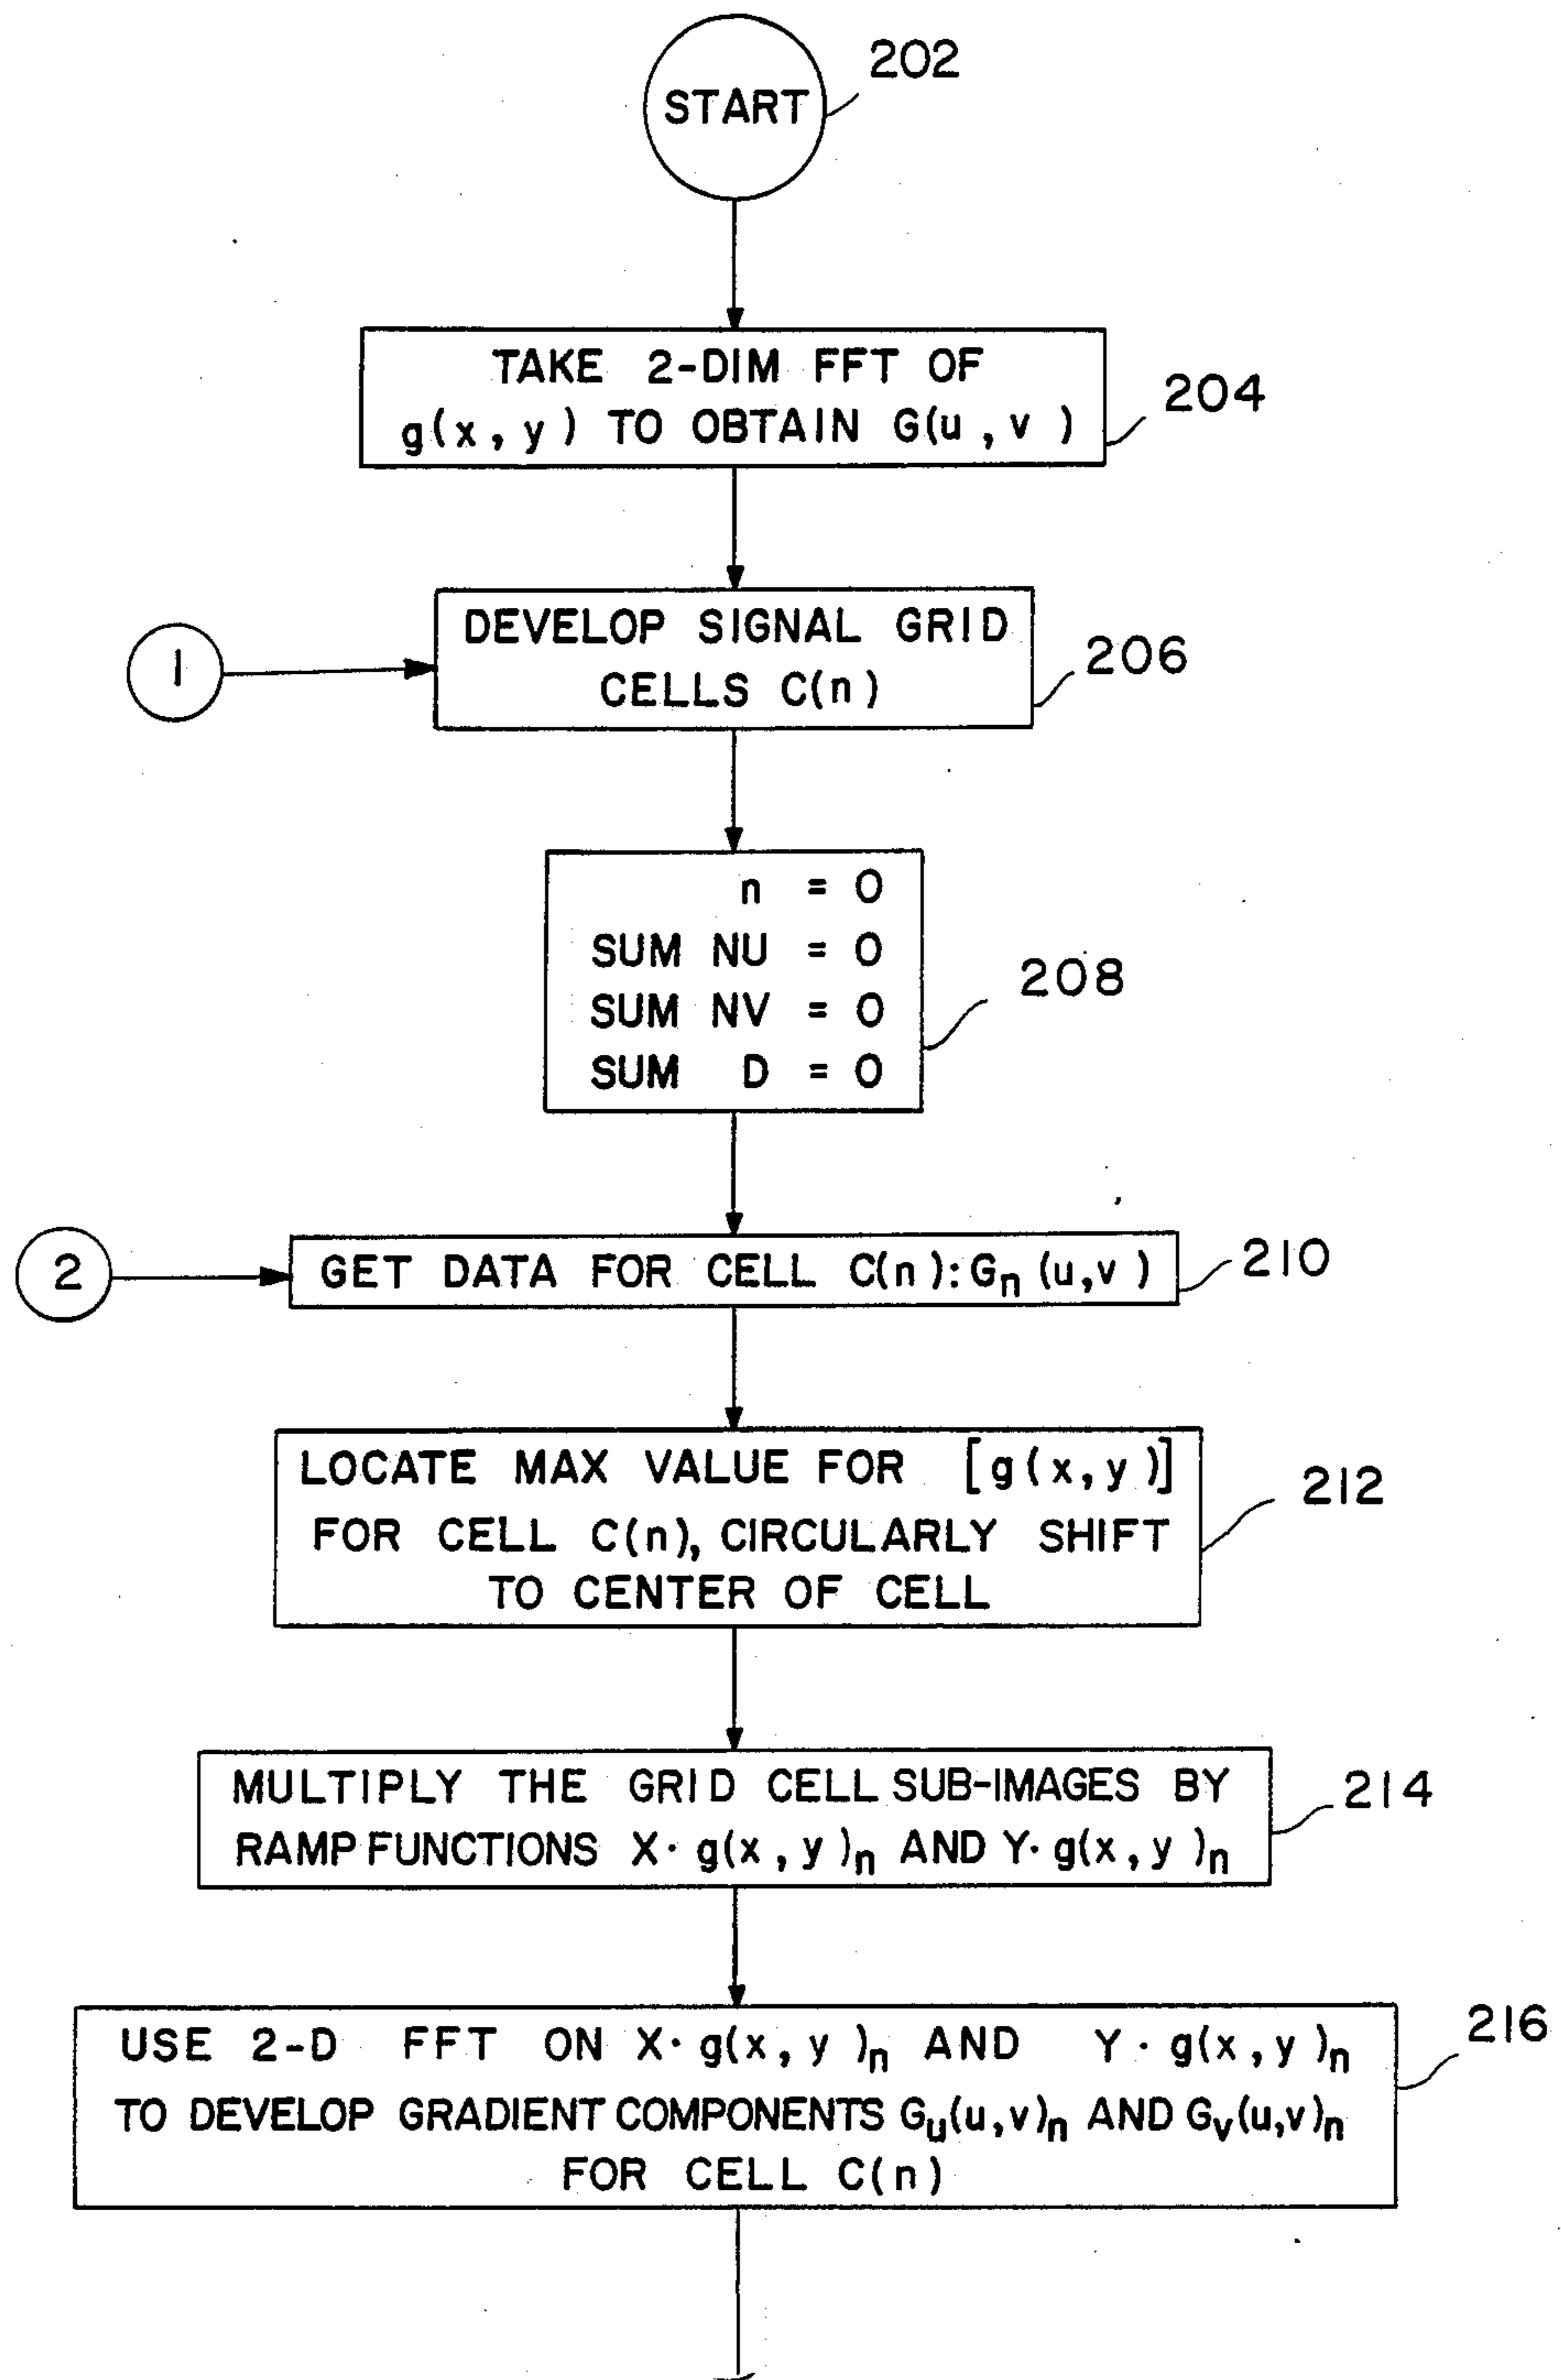 202
START
TAKE 2-DIM FFT OF
g(x, y) TO OBTAIN G(u, v)
204
DEVELOP SIGNAL GRID
CELLS C(n)
206
1
n = 0
SUM NU = 0
SUM NV = 0
SUM D = 0
208
2
GET DATA FOR CELL C(n): Gₙ(u,v)
210
LOCATE MAX VALUE FOR [g(x,y)]
FOR CELL C(n), CIRCULARLY SHIFT
TO CENTER OF CELL
212
MULTIPLY THE GRID CELL SUB-IMAGES BY
RAMP FUNCTIONS X· g(x,y)ₙ AND Y· g(x,y)ₙ
214
USE 2-D FFT ON X· g(x,y)ₙ AND Y· g(x,y)ₙ
TO DEVELOP GRADIENT COMPONENTS Gᵤ(u,v)ₙ AND Gᵥ(u,v)ₙ
FOR CELL C(n)
216